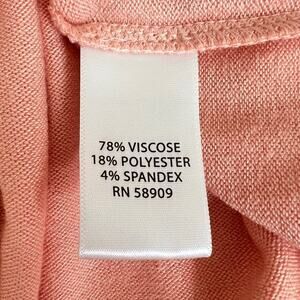 78% VISCOSE
18% POLYESTER
4% SPANDEX
RN 58909